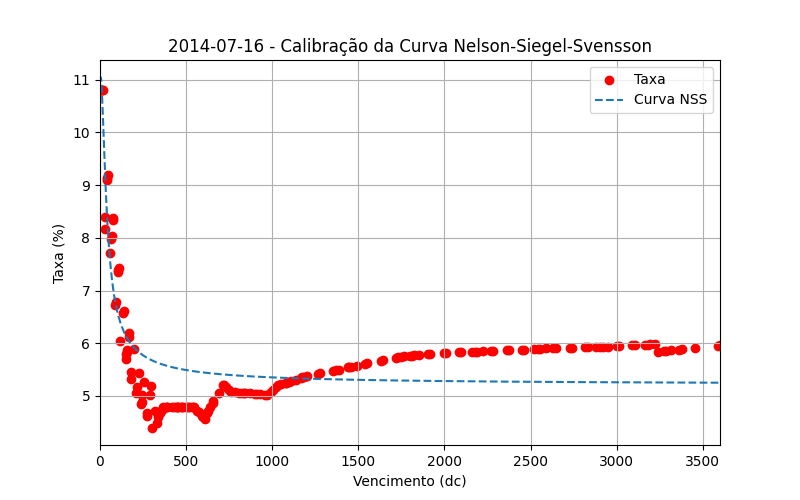 2014-07-16 - Calibração da Curva Nelson-Siegel-Svensson
Taxa
Curva NSS
Taxa (%)
11
10
9
8
7
6
5
0 500 1000 1500 2000 2500 3000 3500
Vencimento (dc)